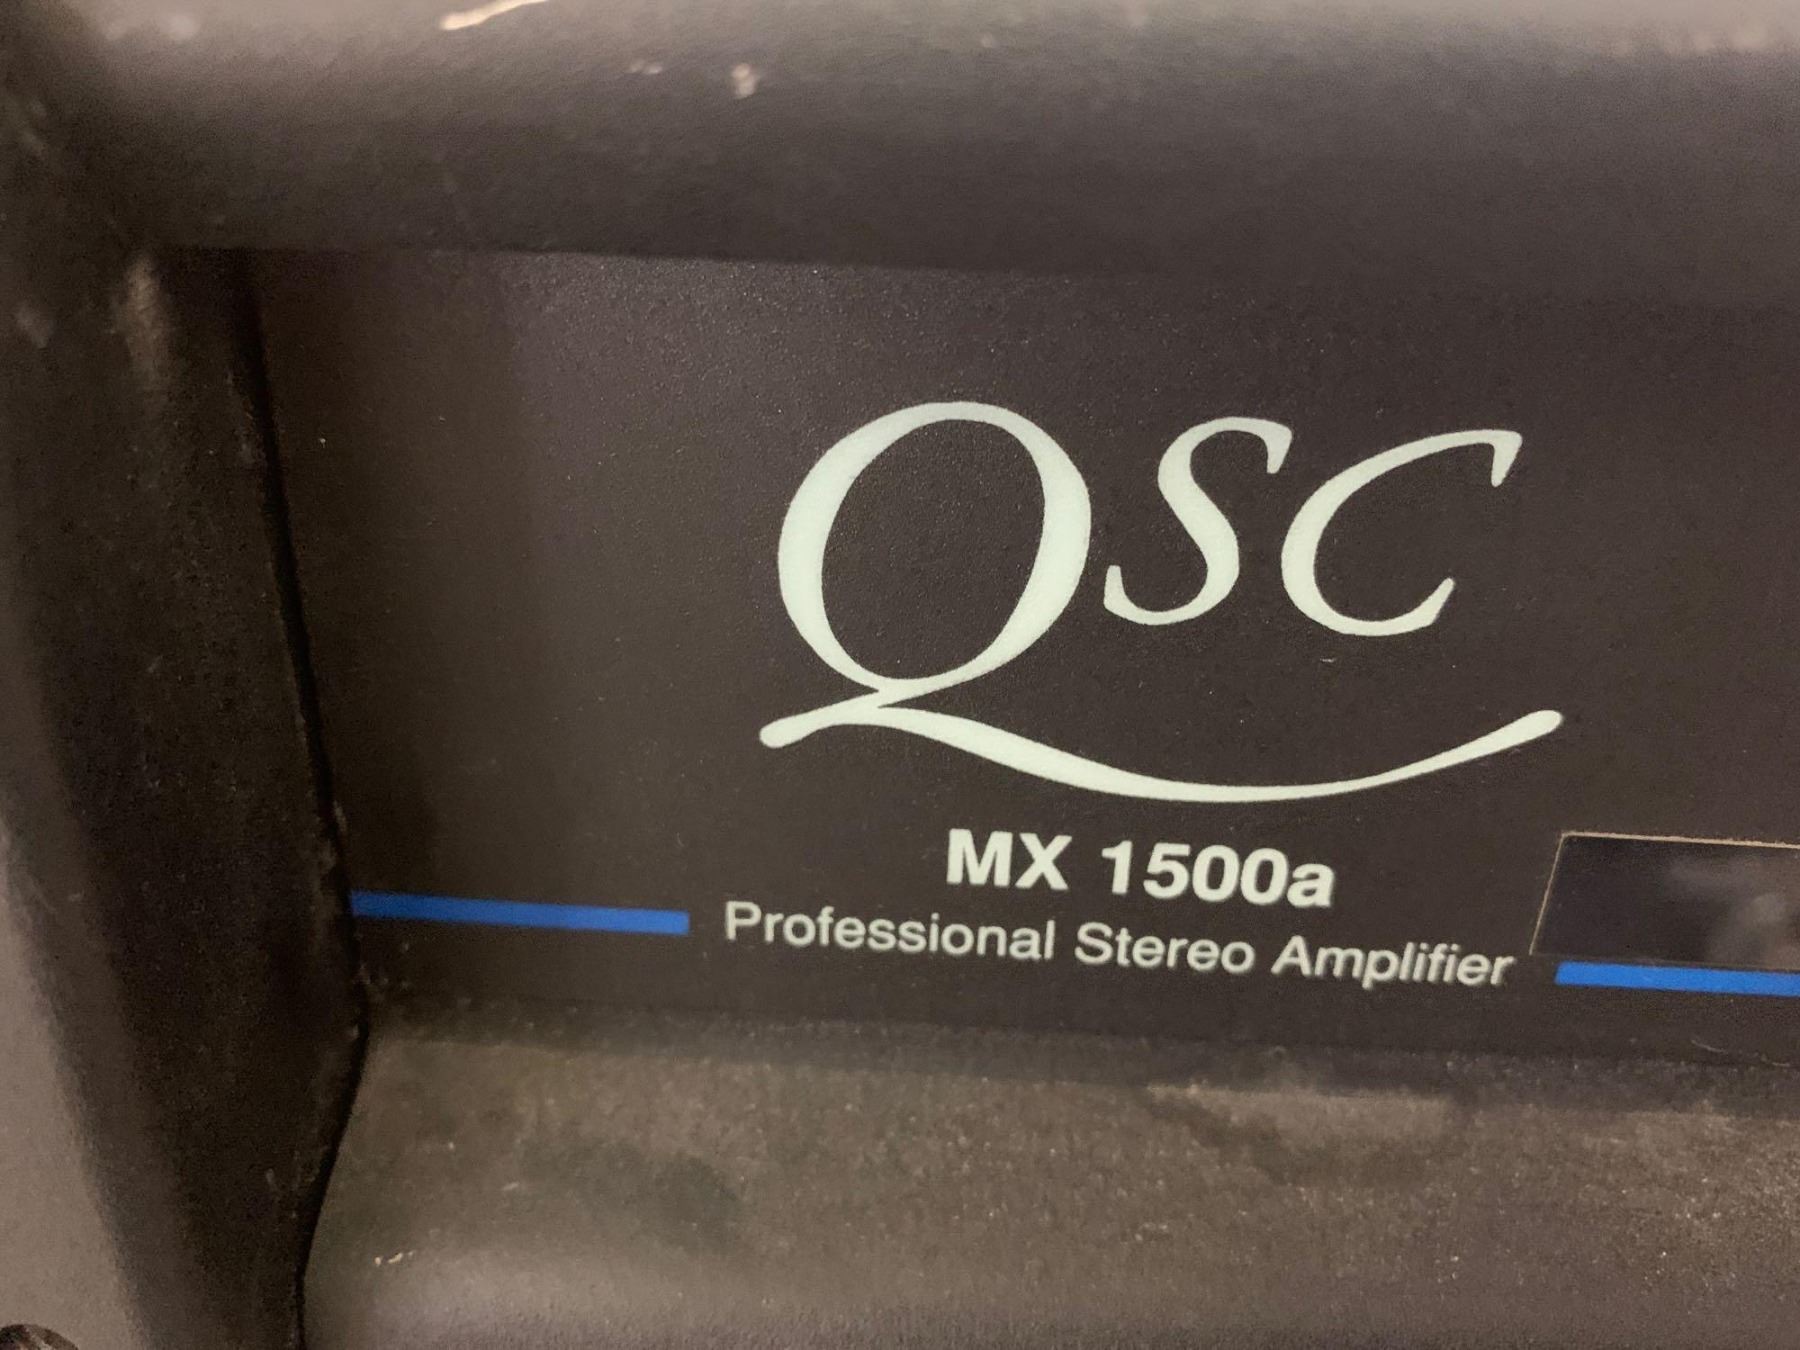 QSC
MX 1500a
Professional Stereo Amplifier